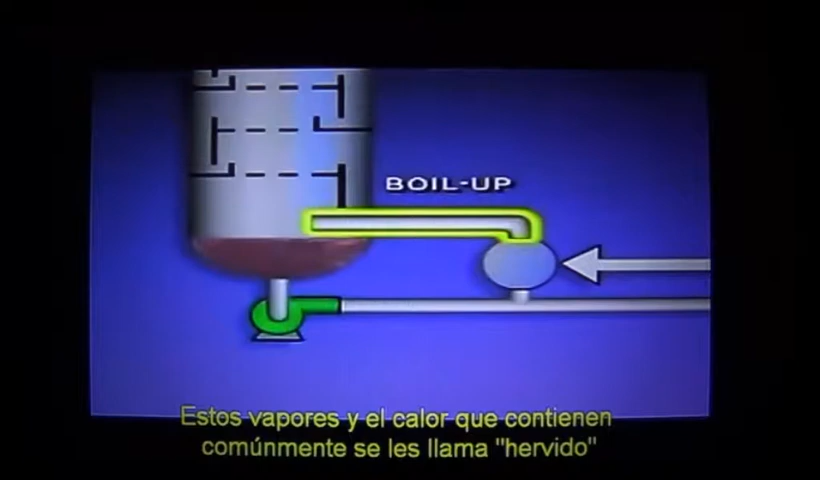 BOIL-UP
Estos vapores y el calor que contienen
comúnmente se les llama "hervido"